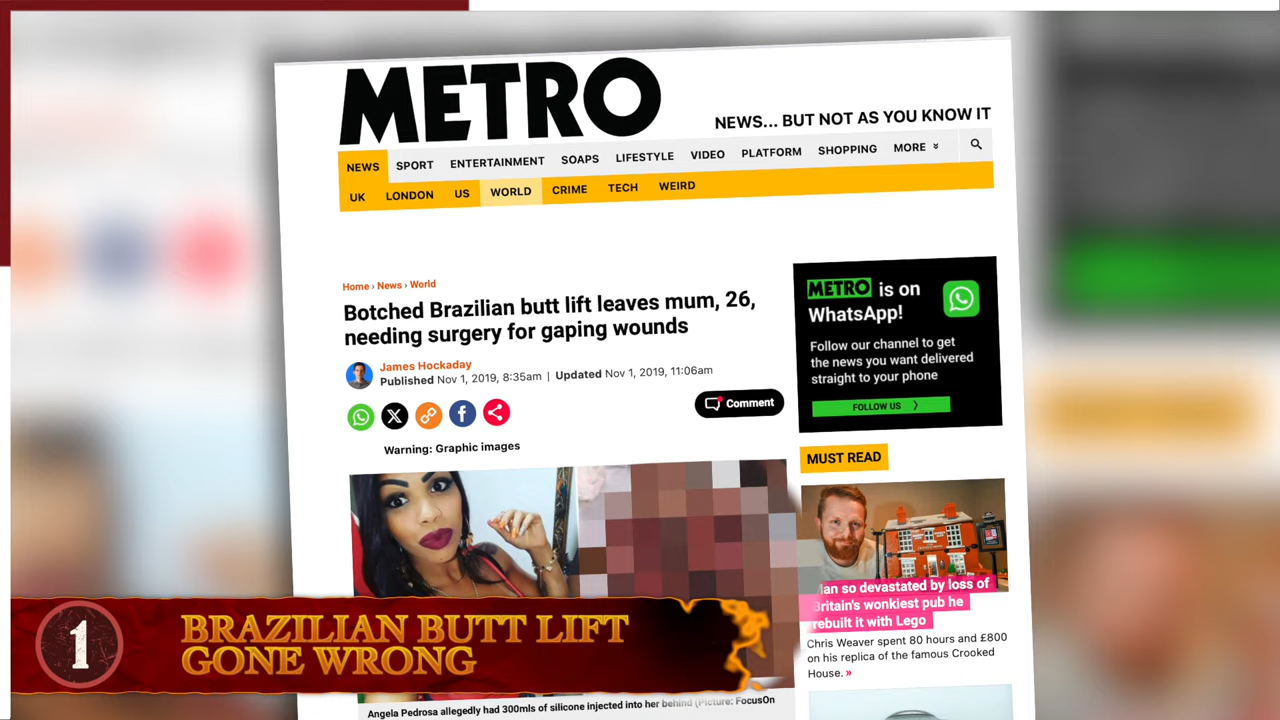 METRO
NEWS... BUT NOT AS YOU KNOW IT
NEWS SPORT ENTERTAINMENT SOAPS LIFESTYLE VIDEO PLATFORM SHOPPING MORE
UK LONDON US WORLD CRIME TECH WEIRD
Home › News › World
Botched Brazilian butt lift leaves mum, 26,
needing surgery for gaping wounds
James Hockaday
Published Nov 1, 2019, 8:35am | Updated Nov 1, 2019, 11:06am
Comment
Warning: Graphic images
METRO is on
WhatsApp!
Follow our channel to get
the news you want delivered
straight to your phone
FOLLOW US
MUST READ
so devastated by loss of
Britain's wonkiest pub he
rebuilt it with Lego
Chris Weaver spent 80 hours and £800
on his replica of the famous Crooked
House. »
1
BRAZILIAN BUTT LIFT
GONE WRONG
Angela Pedrosa allegedly had 300mls of silicone injected into her behind (Picture: FocusOn